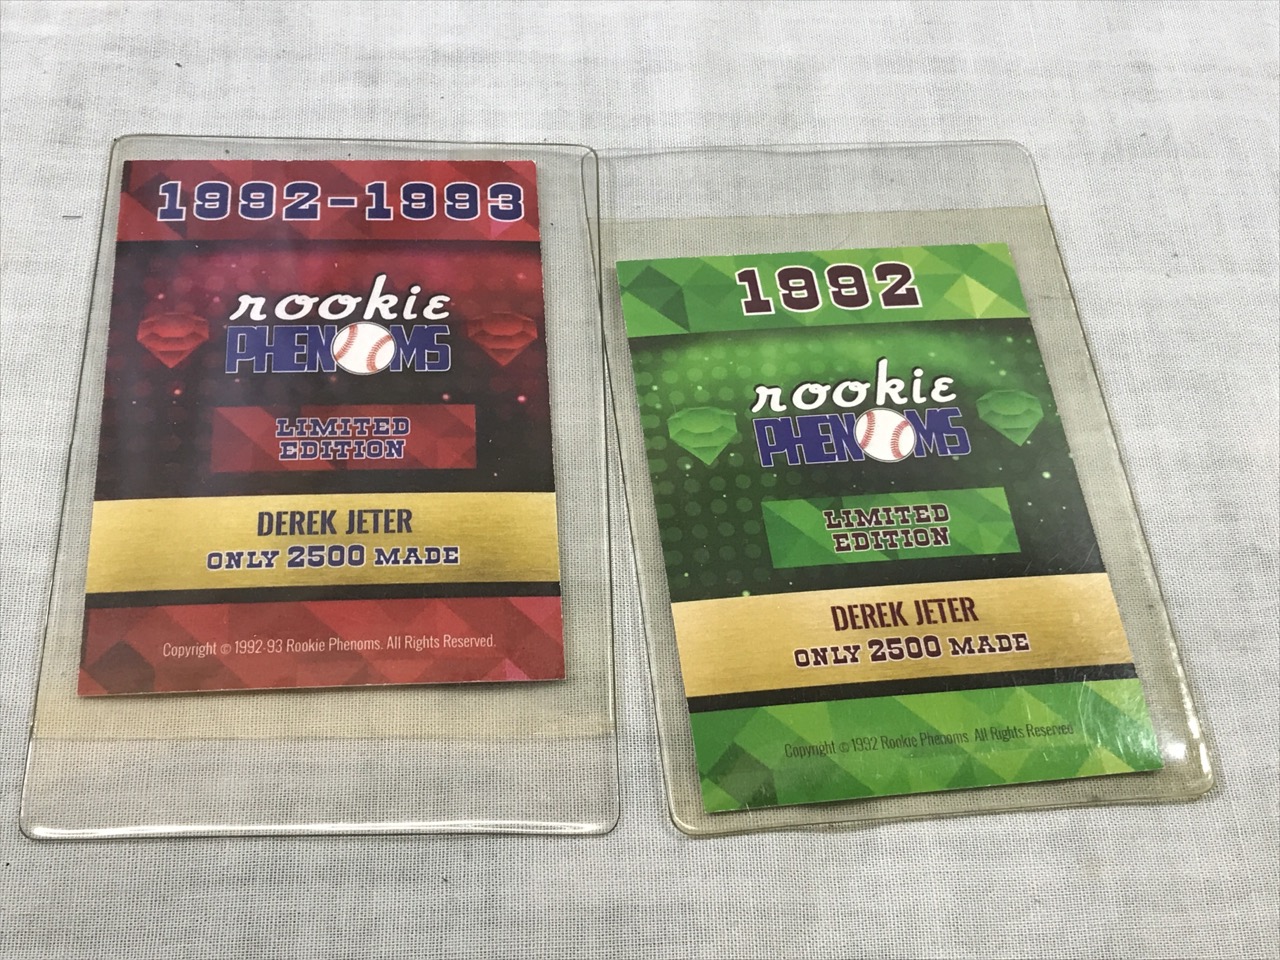 1992-1993
rookie
PHENOMS
LIMITED
EDITION
DEREK JETER
ONLY 2500 MADE
Copyright © 1992-93 Rookie Phenoms. All Rights Reserved.
1992
rookie
PHENOMS
LIMITED
EDITION
DEREK JETER
ONLY 2500 MADE
Copyright © 1992 Rookie Phenoms. All Rights Reserved